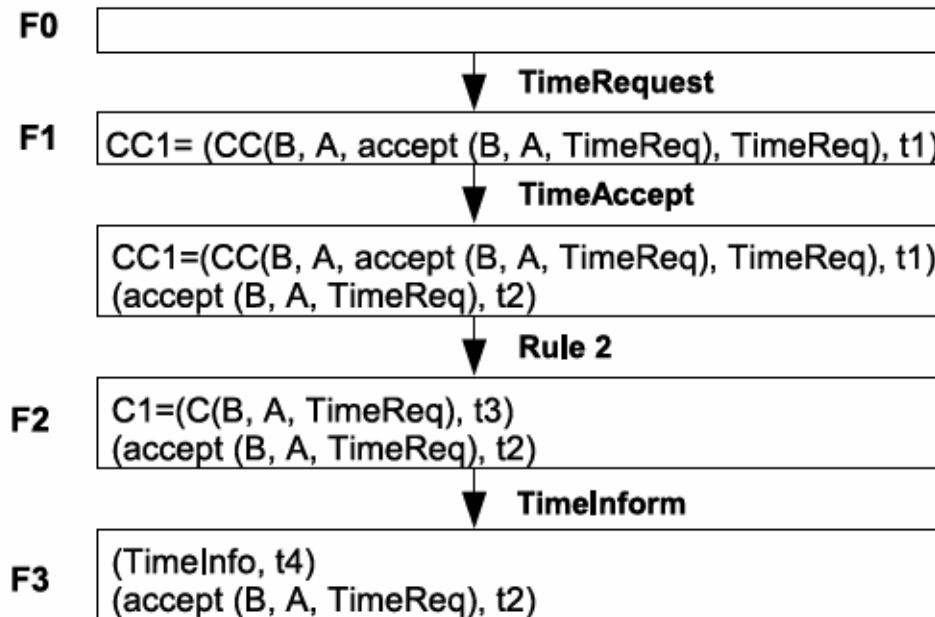 F0
TimeRequest
F1
CC1= (CC(B, A, accept (B, A, TimeReq), TimeReq), t1)
TimeAccept
CC1=(CC(B, A, accept (B, A, TimeReq), TimeReq), t1)
(accept (B, A, TimeReq), t2)
Rule 2
F2
C1=(C(B, A, TimeReq), t3)
(accept (B, A, TimeReq), t2)
TimeInform
F3
(TimeInfo, t4)
(accept (B, A, TimeReq), t2)